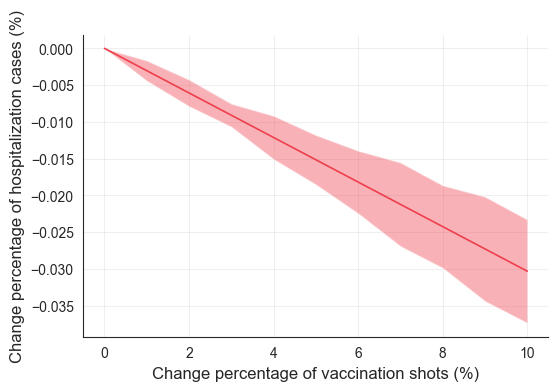 Change percentage of hospitalization cases (%)
0.000
−0.005
−0.010
−0.015
−0.020
−0.025
−0.030
−0.035
0 2 4 6 8 10
Change percentage of vaccination shots (%)